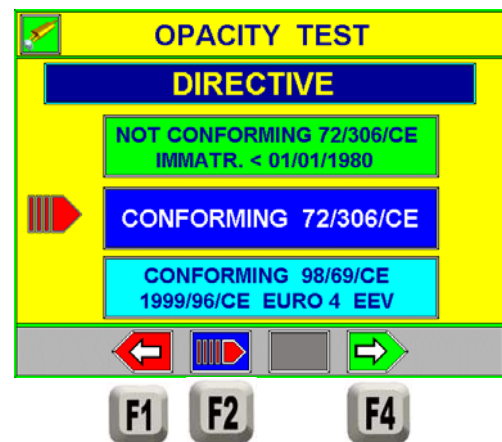 OPACITY TEST
DIRECTIVE
NOT CONFORMING 72/306/CE
IMMATR. < 01/01/1980
CONFORMING 72/306/CE
CONFORMING 98/69/CE
1999/96/CE EURO 4 EEV
F1 F2 F4